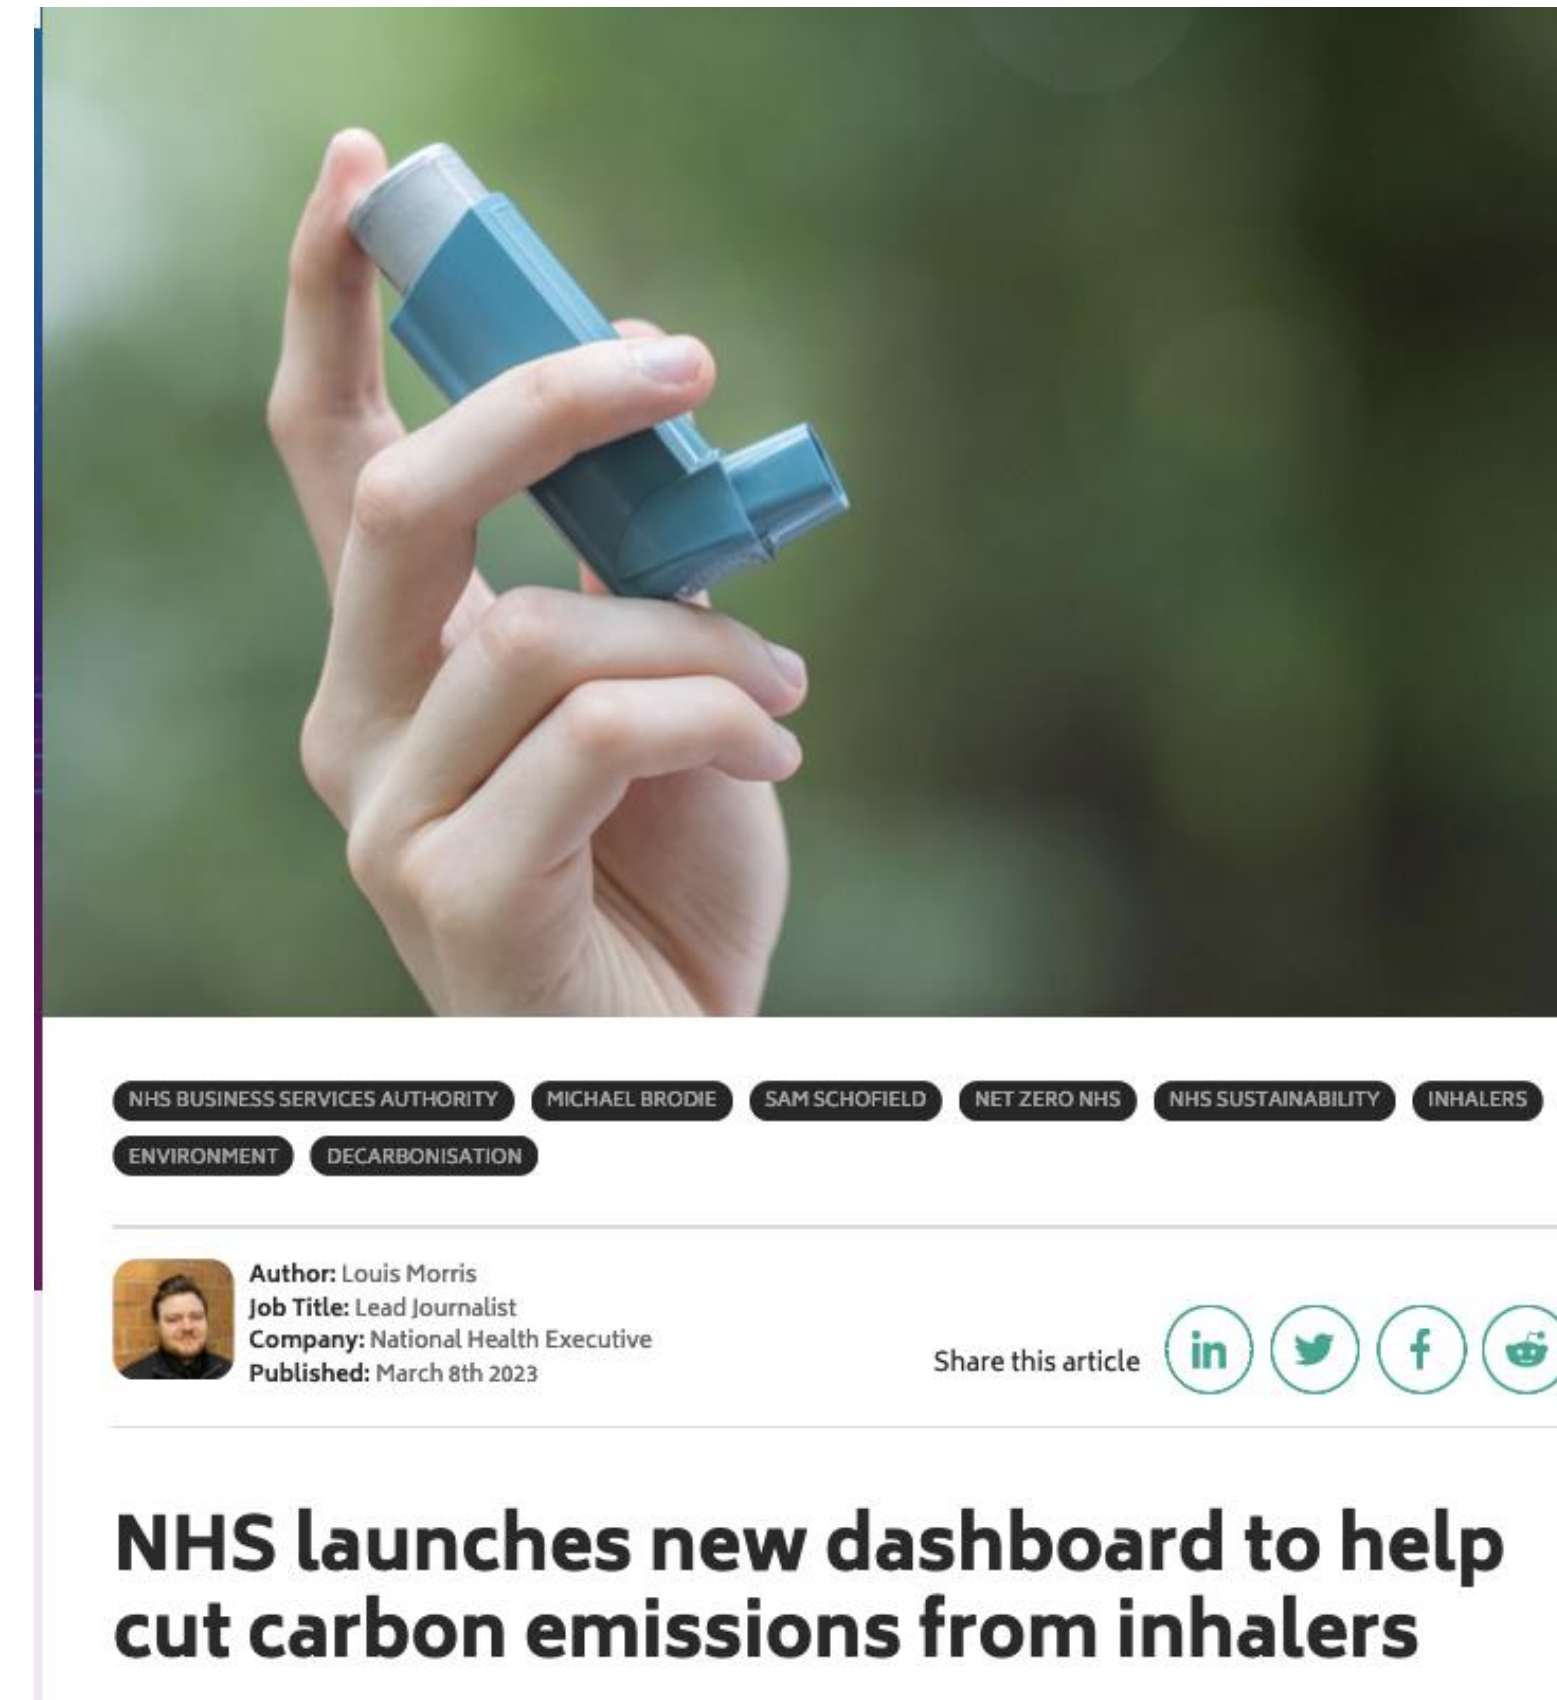 NHS BUSINESS SERVICES AUTHORITY MICHAEL BRODIE SAM SCHOFIELD NET ZERO NHS NHS SUSTAINABILITY INHALERS
ENVIRONMENT DECARBONISATION
Author: Louis Morris
Job Title: Lead Journalist
Company: National Health Executive
Published: March 8th 2023
Share this article
NHS launches new dashboard to help
cut carbon emissions from inhalers